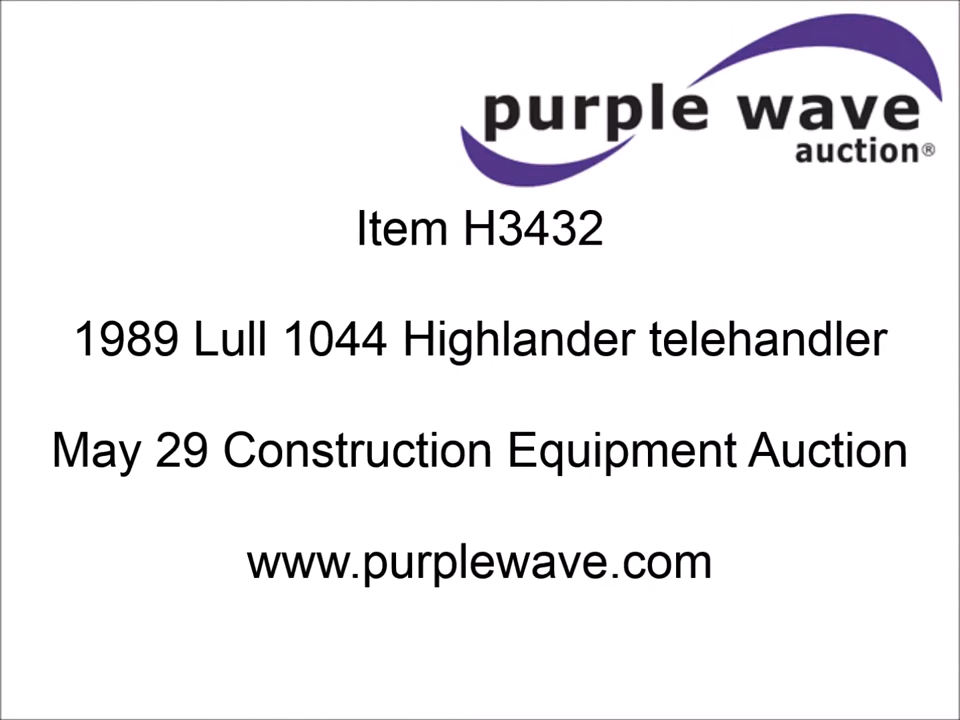 purple wave
auction®
Item H3432
1989 Lull 1044 Highlander telehandler
May 29 Construction Equipment Auction
www.purplewave.com